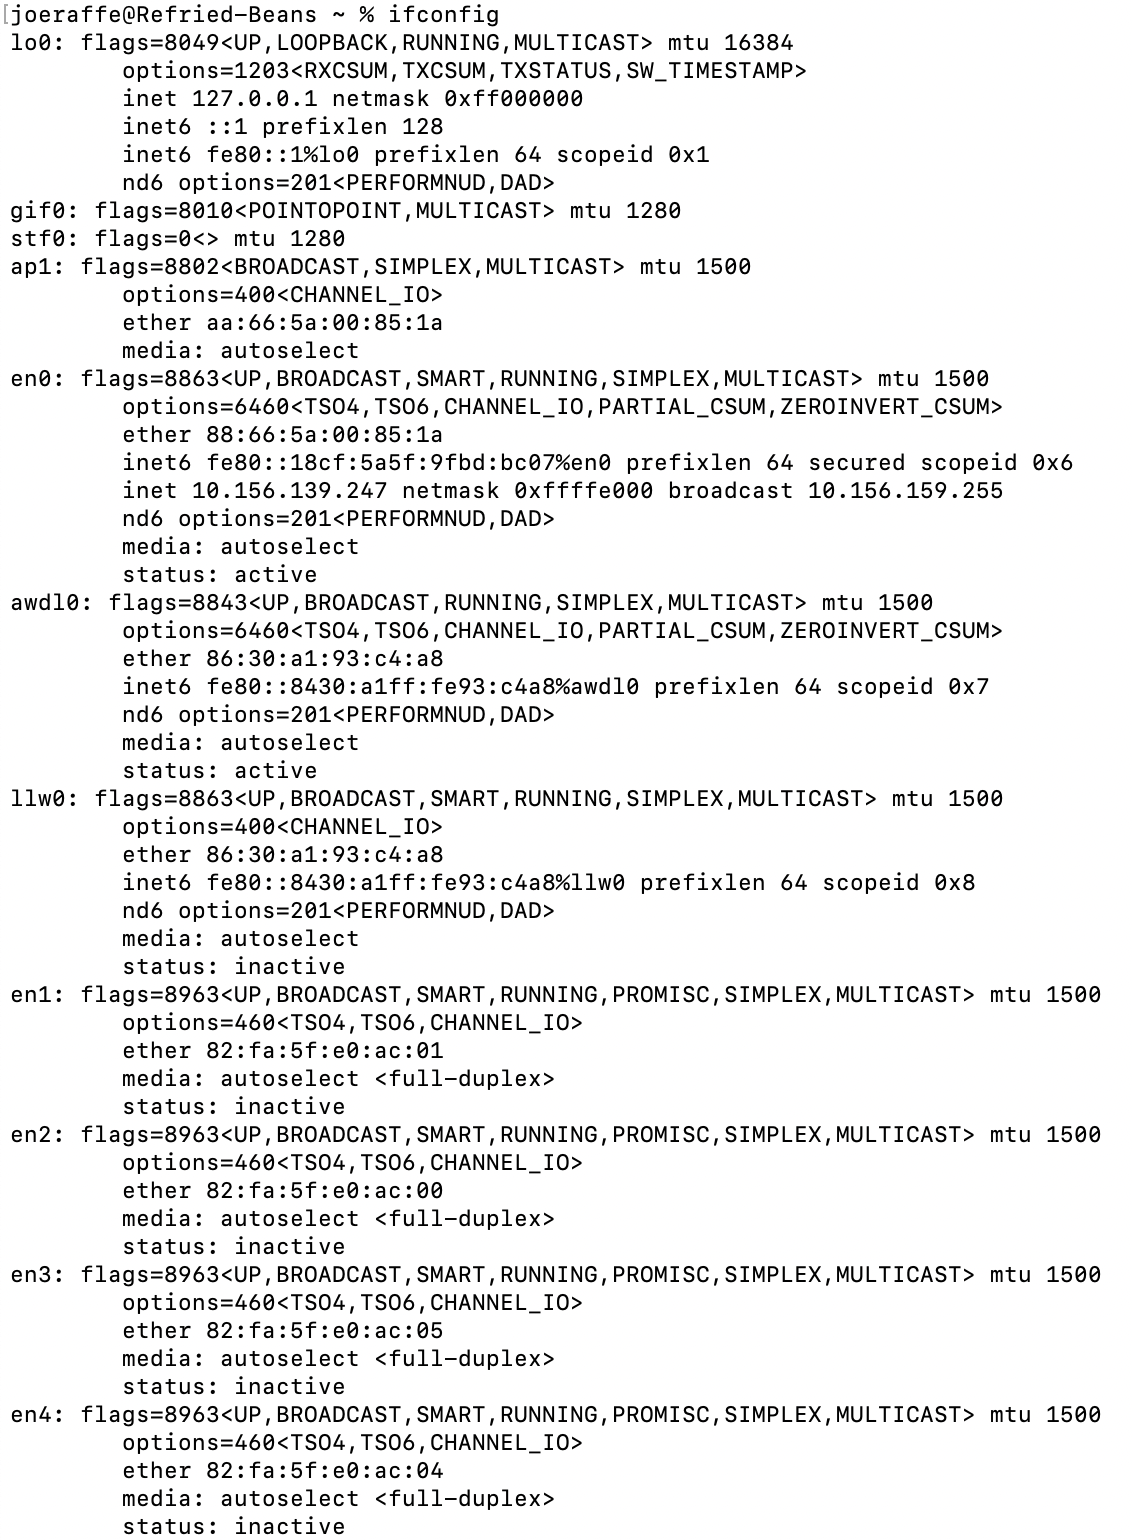 [joeraffe@Refried-Beans ~ % ifconfig
lo0: flags=8049<UP,LOOPBACK,RUNNING,MULTICAST> mtu 16384
        options=1203<RXCSUM,TXCSUM,TXSTATUS,SW_TIMESTAMP>
        inet 127.0.0.1 netmask 0xff000000
        inet6 ::1 prefixlen 128
        inet6 fe80::1%lo0 prefixlen 64 scopeid 0x1
        nd6 options=201<PERFORMNUD,DAD>
gif0: flags=8010<POINTOPOINT,MULTICAST> mtu 1280
stf0: flags=0<> mtu 1280
ap1: flags=8802<BROADCAST,SIMPLEX,MULTICAST> mtu 1500
        options=400<CHANNEL_IO>
        ether aa:66:5a:00:85:1a
        media: autoselect
en0: flags=8863<UP,BROADCAST,SMART,RUNNING,SIMPLEX,MULTICAST> mtu 1500
        options=6460<TSO4,TSO6,CHANNEL_IO,PARTIAL_CSUM,ZEROINVERT_CSUM>
        ether 88:66:5a:00:85:1a
        inet6 fe80::18cf:5a5f:9fbd:bc07%en0 prefixlen 64 secured scopeid 0x6
        inet 10.156.139.247 netmask 0xffffe000 broadcast 10.156.159.255
        nd6 options=201<PERFORMNUD,DAD>
        media: autoselect
        status: active
awdl0: flags=8843<UP,BROADCAST,RUNNING,SIMPLEX,MULTICAST> mtu 1500
        options=6460<TSO4,TSO6,CHANNEL_IO,PARTIAL_CSUM,ZEROINVERT_CSUM>
        ether 86:30:a1:93:c4:a8
        inet6 fe80::8430:a1ff:fe93:c4a8%awdl0 prefixlen 64 scopeid 0x7
        nd6 options=201<PERFORMNUD,DAD>
        media: autoselect
        status: active
llw0: flags=8863<UP,BROADCAST,SMART,RUNNING,SIMPLEX,MULTICAST> mtu 1500
        options=400<CHANNEL_IO>
        ether 86:30:a1:93:c4:a8
        inet6 fe80::8430:a1ff:fe93:c4a8%llw0 prefixlen 64 scopeid 0x8
        nd6 options=201<PERFORMNUD,DAD>
        media: autoselect
        status: inactive
en1: flags=8963<UP,BROADCAST,SMART,RUNNING,PROMISC,SIMPLEX,MULTICAST> mtu 1500
        options=460<TSO4,TSO6,CHANNEL_IO>
        ether 82:fa:5f:e0:ac:01
        media: autoselect <full-duplex>
        status: inactive
en2: flags=8963<UP,BROADCAST,SMART,RUNNING,PROMISC,SIMPLEX,MULTICAST> mtu 1500
        options=460<TSO4,TSO6,CHANNEL_IO>
        ether 82:fa:5f:e0:ac:00
        media: autoselect <full-duplex>
        status: inactive
en3: flags=8963<UP,BROADCAST,SMART,RUNNING,PROMISC,SIMPLEX,MULTICAST> mtu 1500
        options=460<TSO4,TSO6,CHANNEL_IO>
        ether 82:fa:5f:e0:ac:05
        media: autoselect <full-duplex>
        status: inactive
en4: flags=8963<UP,BROADCAST,SMART,RUNNING,PROMISC,SIMPLEX,MULTICAST> mtu 1500
        options=460<TSO4,TSO6,CHANNEL_IO>
        ether 82:fa:5f:e0:ac:04
        media: autoselect <full-duplex>
        status: inactive